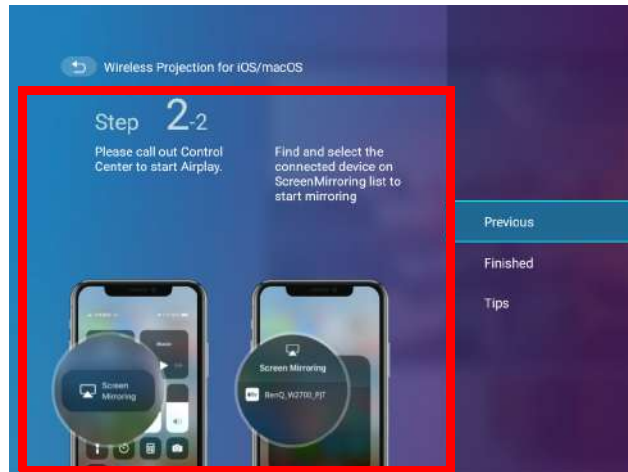 Wireless Projection for iOS/macOS
Step 2-2
Please call out Control
Center to start Airplay.
Find and select the
connected device on
ScreenMirroring list to
start mirroring
Screen
Mirroring
Screen Mirroring
BenQ_W2700_PJ7
Previous
Finished
Tips